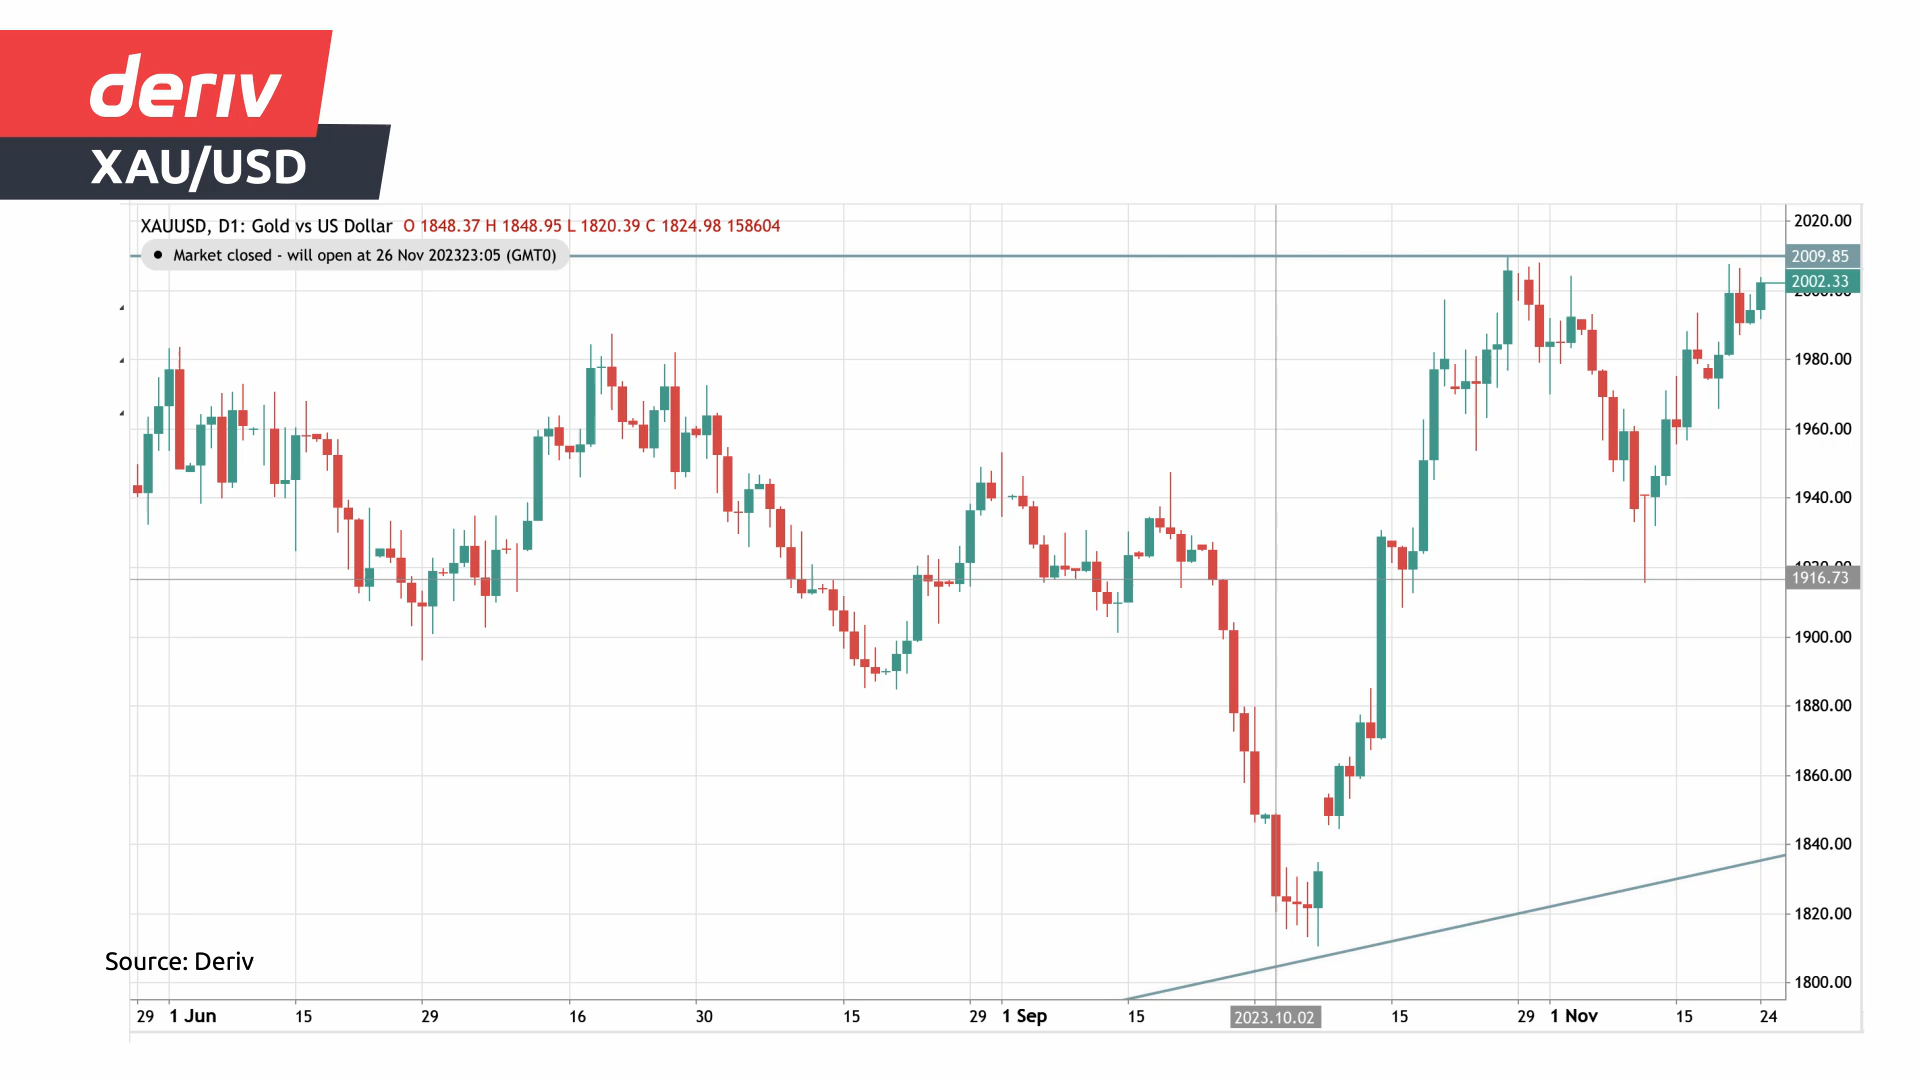 deriv
XAU/USD
XAUUSD, D1: Gold vs US Dollar O 1848.37 H 1848.95 L 1820.39 C 1824.98 158604
Market closed - will open at 26 Nov 202323:05 (GMT0)
2020.00
2009.85
2002.33
2000.00
1980.00
1960.00
1940.00
1920.00
1916.73
1900.00
1880.00
1860.00
1840.00
1820.00
1800.00
Source: Deriv
29 1 Jun 15 29 16 30 15 29 1 Sep 15 2023.10.02 15 29 1 Nov 15 24